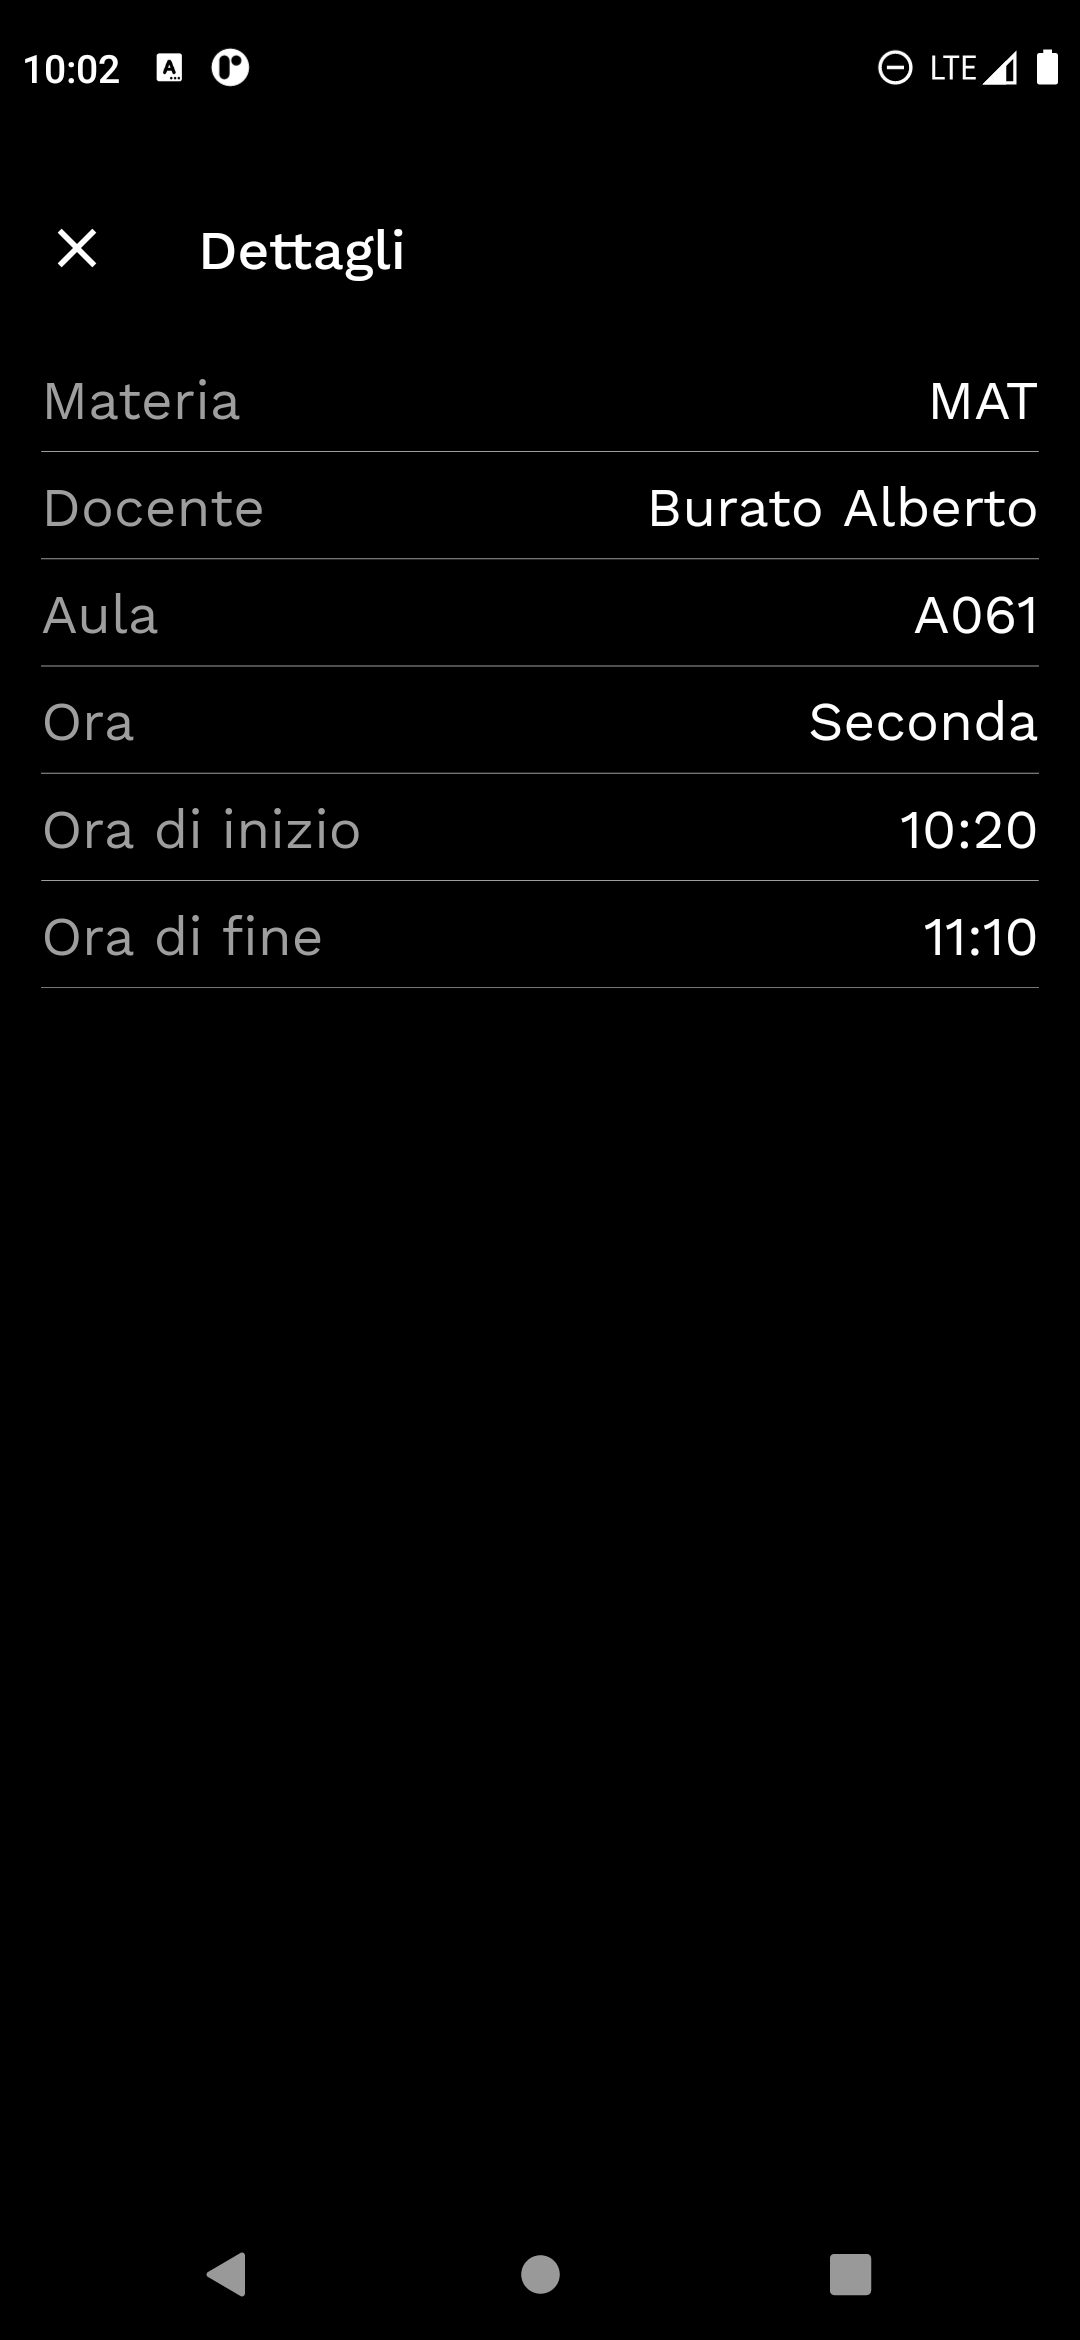 10:02 A LTE
Dettagli
Materia MAT
Docente Burato Alberto
Aula A061
Ora Seconda
Ora di inizio 10:20
Ora di fine 11:10